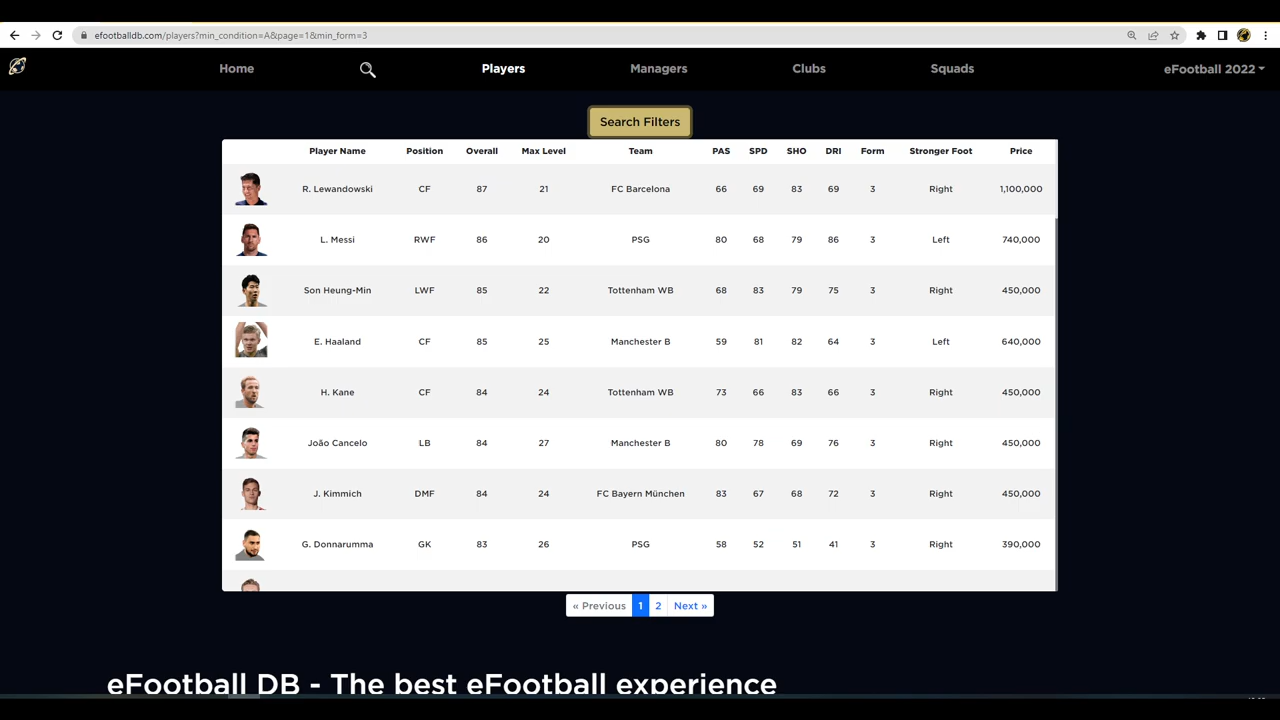 efootballdb.com/players?min_condition=A&page=1&min_form=3
Home Players Managers Clubs Squads eFootball 2022
Search Filters
Player Name Position Overall Max Level Team PAS SPD SHO DRI Form Stronger Foot Price
R. Lewandowski CF 87 21 FC Barcelona 66 69 83 69 3 Right 1,100,000
L. Messi RWF 86 20 PSG 80 68 79 86 3 Left 740,000
Son Heung-Min LWF 85 22 Tottenham WB 68 83 79 75 3 Right 450,000
E. Haaland CF 85 25 Manchester B 59 81 82 64 3 Left 640,000
H. Kane CF 84 24 Tottenham WB 73 66 83 66 3 Right 450,000
João Cancelo LB 84 27 Manchester B 80 78 69 76 3 Right 450,000
J. Kimmich DMF 84 24 FC Bayern München 83 67 68 72 3 Right 450,000
G. Donnarumma GK 83 26 PSG 58 52 51 41 3 Right 390,000
« Previous 1 2 Next »
eFootball DB - The best eFootball experience